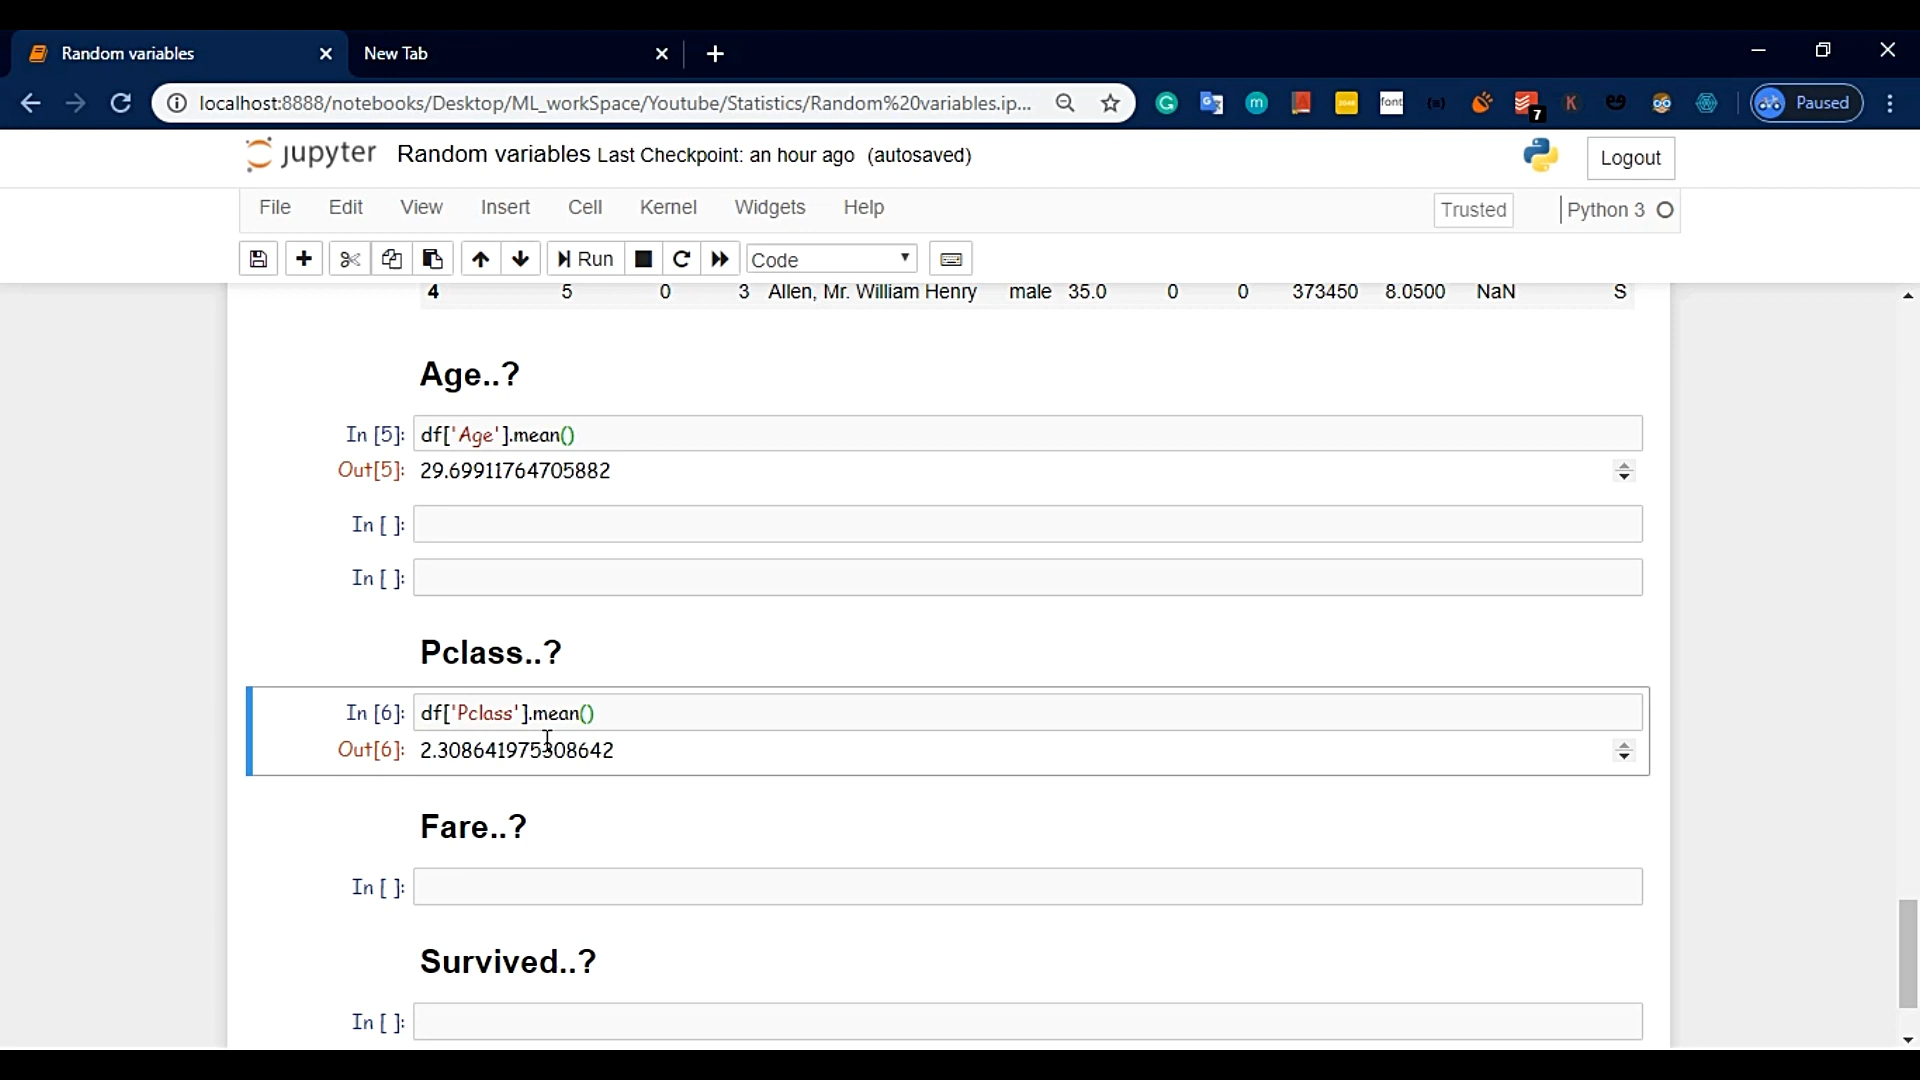 Random variables
New Tab
localhost:8888/notebooks/Desktop/ML_workSpace/Youtube/Statistics/Random%20variables.ip...
font
7
K
Paused
jupyter Random variables Last Checkpoint: an hour ago (autosaved)
Logout
File Edit View Insert Cell Kernel Widgets Help
Trusted
Python 3
Run
Code
4 5 0 3 Allen, Mr. William Henry male 35.0 0 0 373450 8.0500 NaN S
Age..?
In [5]: df['Age'].mean()
Out[5]: 29.69911764705882
In [ ]:
In [ ]:
Pclass..?
In [6]: df['Pclass'].mean()
Out[6]: 2.308641975308642
Fare..?
In [ ]:
Survived..?
In [ ]: